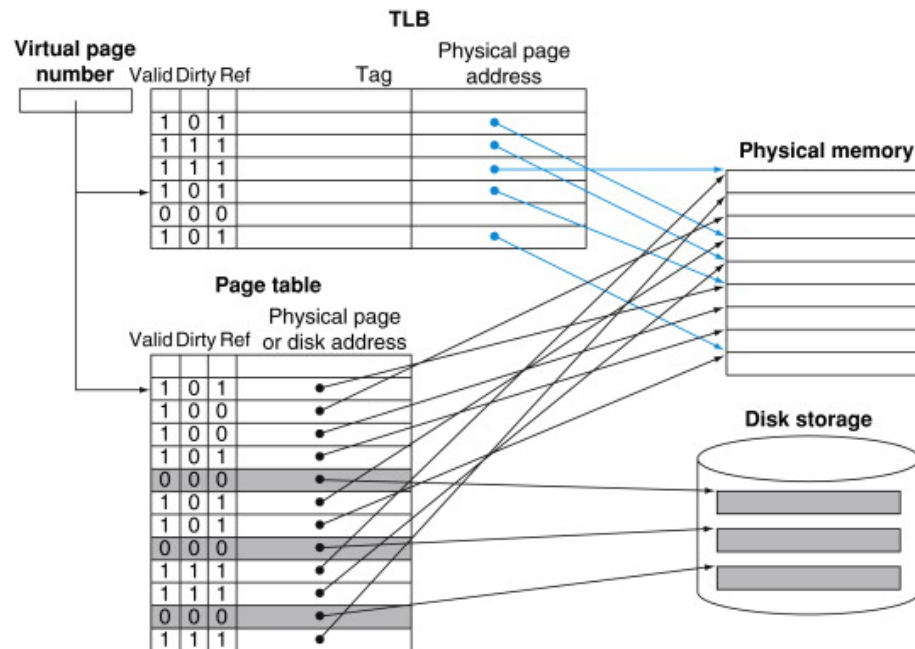 TLB
Virtual page
number
Valid Dirty Ref
Tag
Physical page
address
1 0 1
1 1 1
1 1 1
1 0 1
0 0 0
1 0 1
Physical memory
Page table
Physical page
or disk address
Valid Dirty Ref
1 0 1
1 0 0
1 0 0
1 0 1
0 0 0
1 0 1
1 0 1
0 0 0
1 1 1
1 1 1
0 0 0
1 1 1
Disk storage